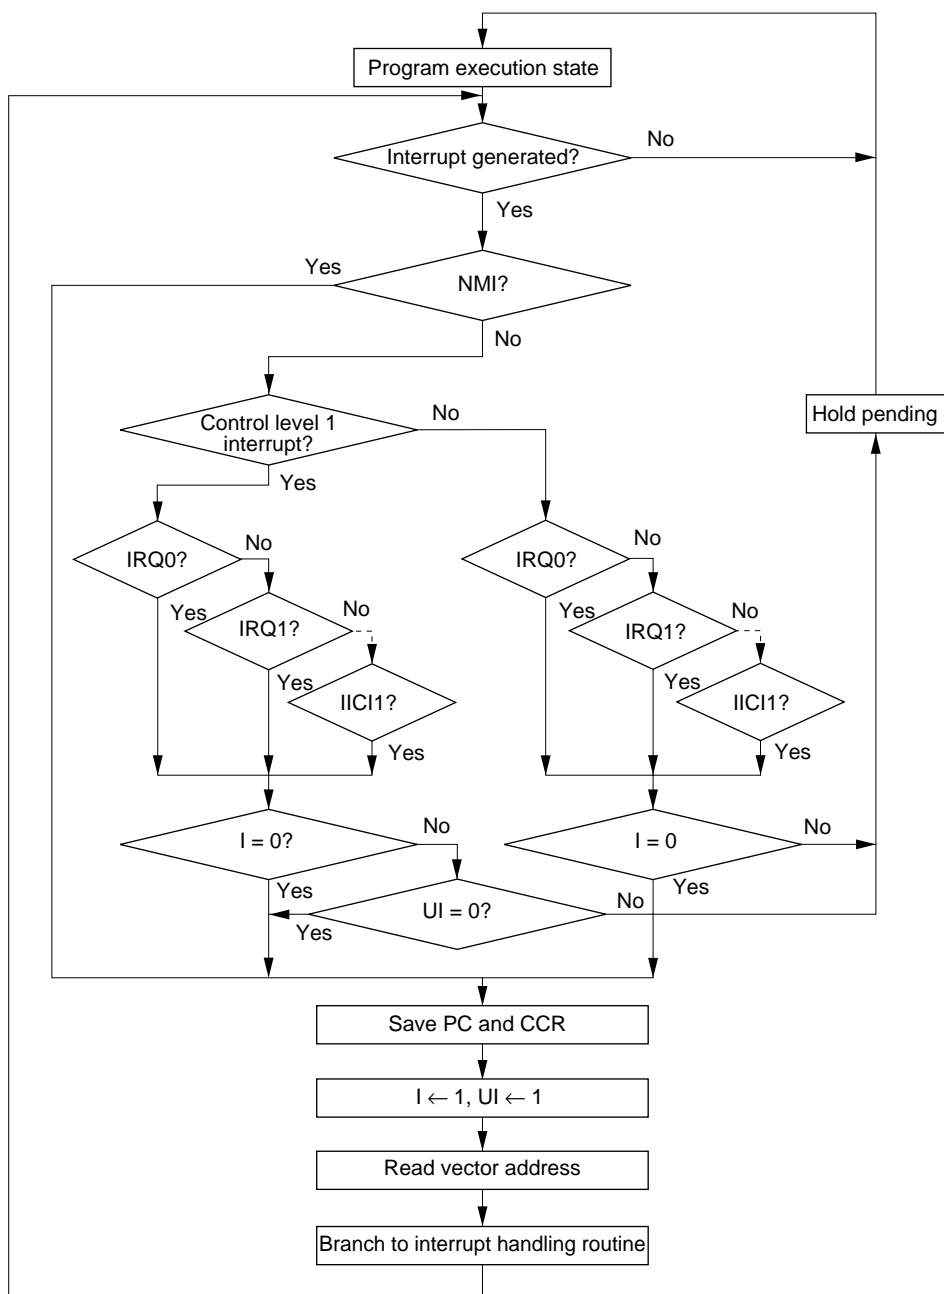 Program execution state
Interrupt generated?
No
Yes
Yes
NMI?
No
Control level 1
interrupt?
No
Hold pending
Yes
IRQ0?
No
IRQ0?
No
Yes
IRQ1?
No
Yes
IRQ1?
No
Yes
IICI1?
Yes
IICI1?
Yes
Yes
I = 0?
No
I = 0
No
Yes
UI = 0?
No
Yes
Yes
Save PC and CCR
I ← 1, UI ← 1
Read vector address
Branch to interrupt handling routine